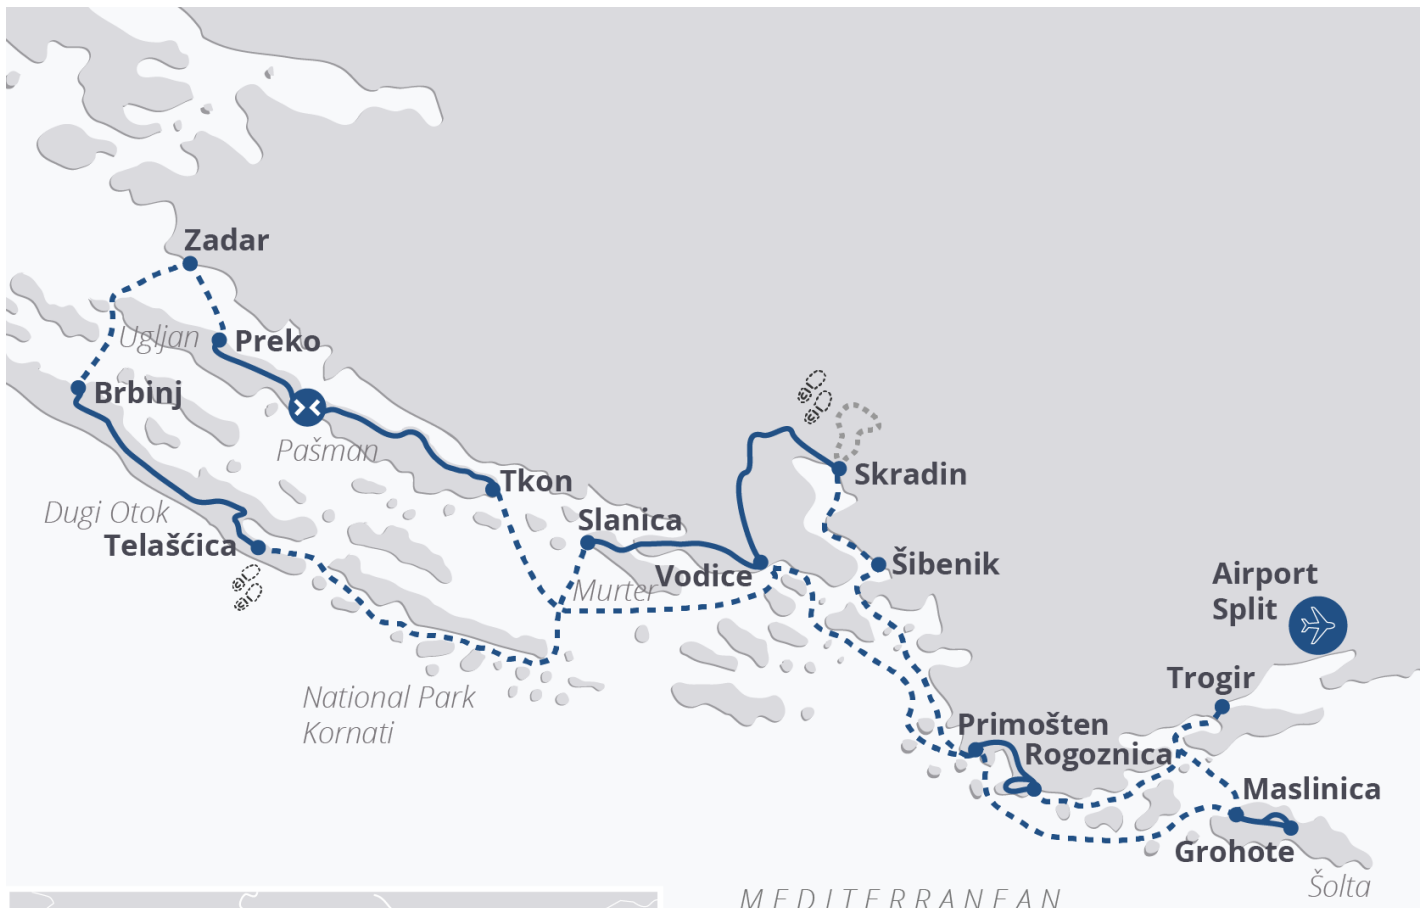 Zadar
Ugljan
Preko
Brbinj
Pašman
Tkon
Skradin
Dugi Otok
Slanica
Telašćica
Vodice
Murter
Šibenik
Airport
Split
National Park
Kornati
Trogir
Primošten
Rogoznica
Maslinica
Grohote
Šolta
MEDITERRANEAN